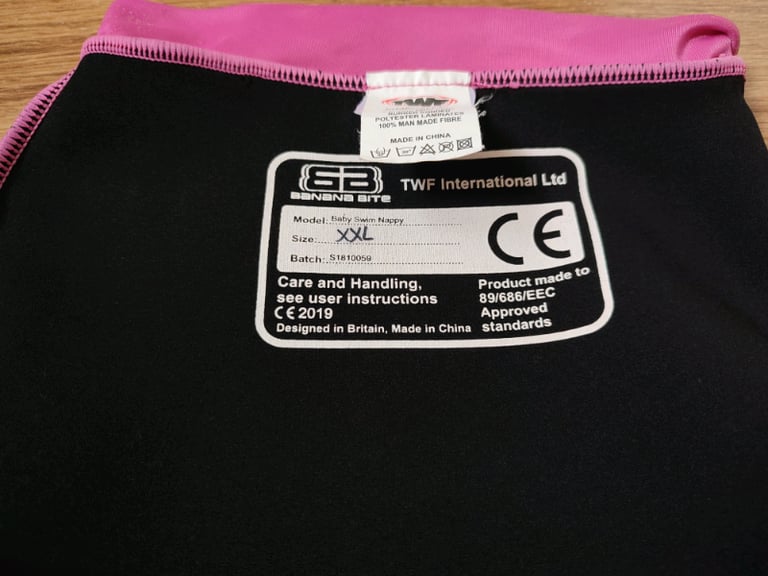 TWF
POLYESTER LAMINATES
100% MAN MADE FIBRE
MADE IN CHINA
BANANA BITE
TWF International Ltd
Model: Baby Swim Nappy
Size: XXL
Batch: S1810059
CE
Care and Handling,
see user instructions
CE 2019
Designed in Britain, Made in China
Product made to
89/686/EEC
Approved
standards